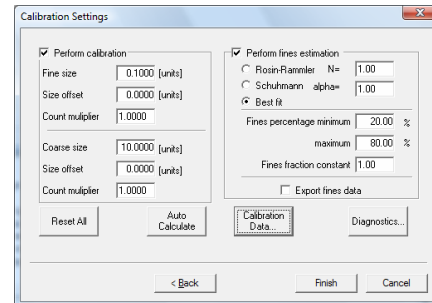 Calibration Settings
Perform calibration
Fine size 0.1000 [units]
Size offset 0.0000 [units]
Count muliplier 1.0000
Coarse size 10.0000 [units]
Size offset 0.0000 [units]
Count muliplier 1.0000
Perform fines estimation
Rosin-Rammler N= 1.00
Schuhmann alpha= 1.00
Best fit
Fines percentage minimum 20.00 %
maximum 80.00 %
Fines fraction constant 1.00
Export fines data
Reset All
Auto
Calculate
Calibration
Data...
Diagnostics...
< Back
Finish
Cancel